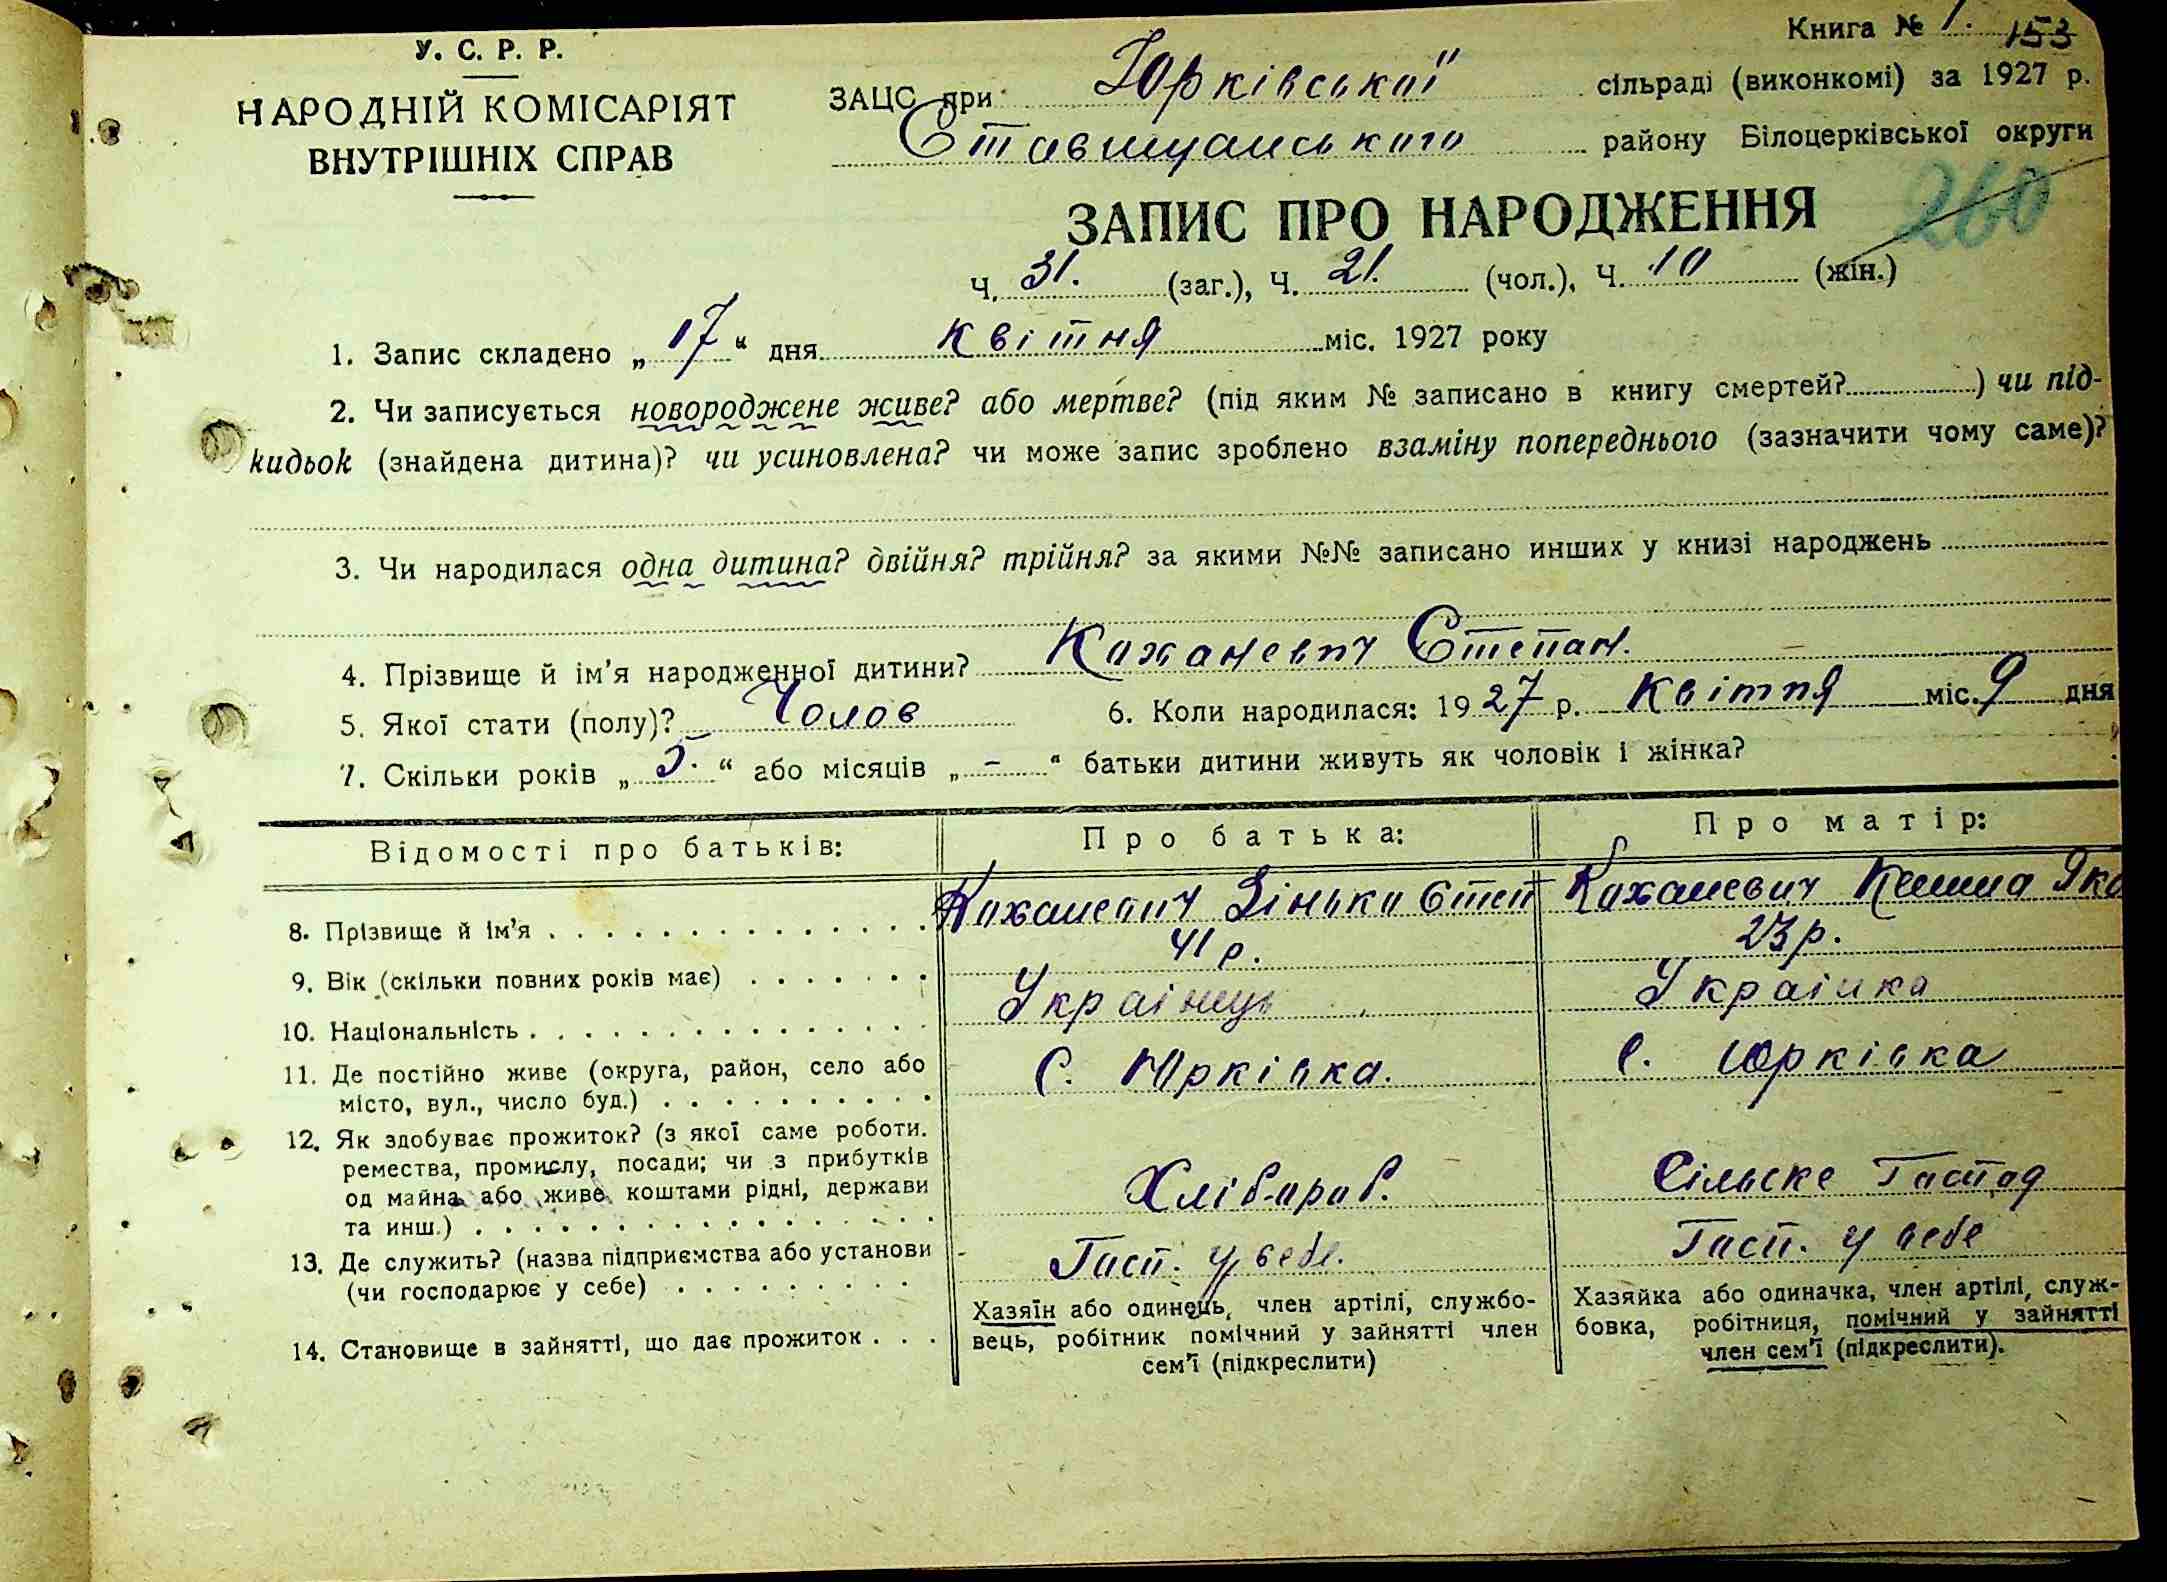 Книга № 1. 153
У. С. Р. Р.
НАРОДНІЙ КОМІСАРІЯТ
ВНУТРІШНІХ СПРАВ
ЗАЦС при Юрківської сільраді (виконкомі) за 1927 р.
Ставищанського району Білоцерківської округи
260
ЗАПИС ПРО НАРОДЖЕННЯ
Ч. 31. (заг.), Ч. 21. (чол.), Ч. 10 (жін.)
1. Запис складено „17“ дня квітня міс. 1927 року
2. Чи записується новороджене живе? або мертве? (під яким № записано в книгу смертей? ) чи під-
кидьок (знайдена дитина)? чи усиновлена? чи може запис зроблено взаміну попереднього (зазначити чому саме)?
3. Чи народилася одна дитина? двійня? трійня? за якими №№ записано инших у книзі народжень
4. Прізвище й ім’я народженної дитини? Коханевич Степан.
5. Якої стати (полу)? Чолов 6. Коли народилася: 1927 р. Квітня міс. 9 дня
7. Скільки років „5.“ або місяців „-“ батьки дитини живуть як чоловік і жінка?
Відомості про батьків: Про батька: Про матір:
8. Прізвище й ім’я Коханевич Зінько Степ Коханевич Яко
9. Вік (скільки повних років має) 41 р. 23 р.
10. Національність Українець Українка
11. Де постійно живе (округа, район, село або С. Юрківка. с. Юрківка
місто, вул., число буд.)
12. Як здобуває прожиток? (з якої саме роботи.
ремества, промислу, посади; чи з прибутків
од майна або живе коштами рідні, держави Хлібороб. Сільске Господ
та инш.)
13. Де служить? (назва підприємства або установи Госп. у себе. Госп. у себе
(чи господарює у себе)
14. Становище в зайнятті, що дає прожиток
Хазяїн або одинець, член артілі, службо-
вець, робітник помічний у зайнятті член
сем’ї (підкреслити)
Хазяйка або одиначка, член артілі, служ-
бовка, робітниця, помічний у зайнятті
член сем’ї (підкреслити).